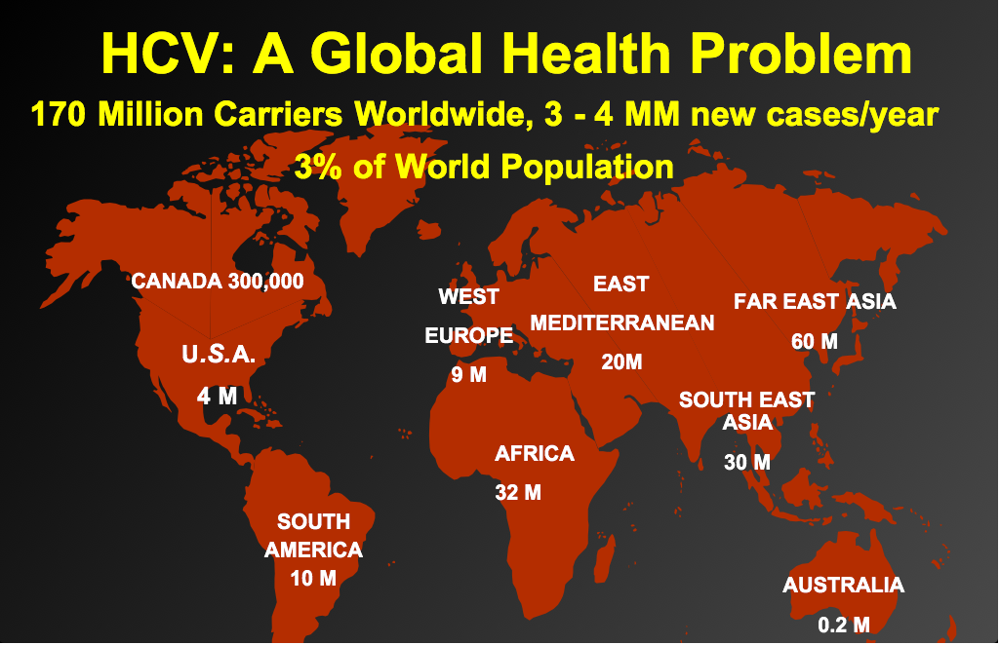 HCV: A Global Health Problem
170 Million Carriers Worldwide, 3 - 4 MM new cases/year
3% of World Population
CANADA 300,000
U.S.A.
4 M
WEST
EUROPE
9 M
EAST
MEDITERRANEAN
20M
FAR EAST ASIA
60 M
SOUTH EAST
ASIA
30 M
AFRICA
32 M
SOUTH
AMERICA
10 M
AUSTRALIA
0.2 M